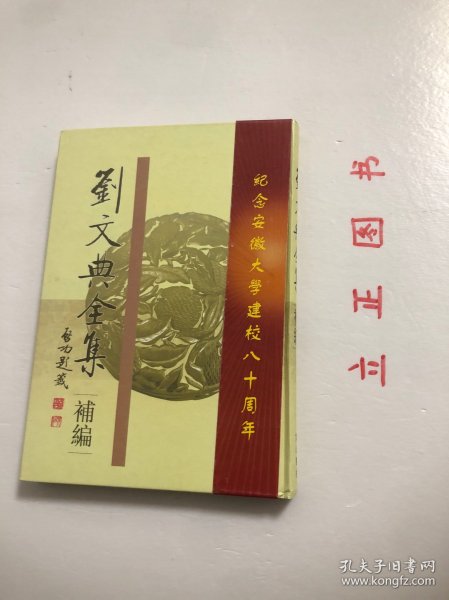 劉文典全集
補編
啓功題簽
紀念安徽大學建校八十周年
立正图书
孔夫子旧书网
www.kongfz.com